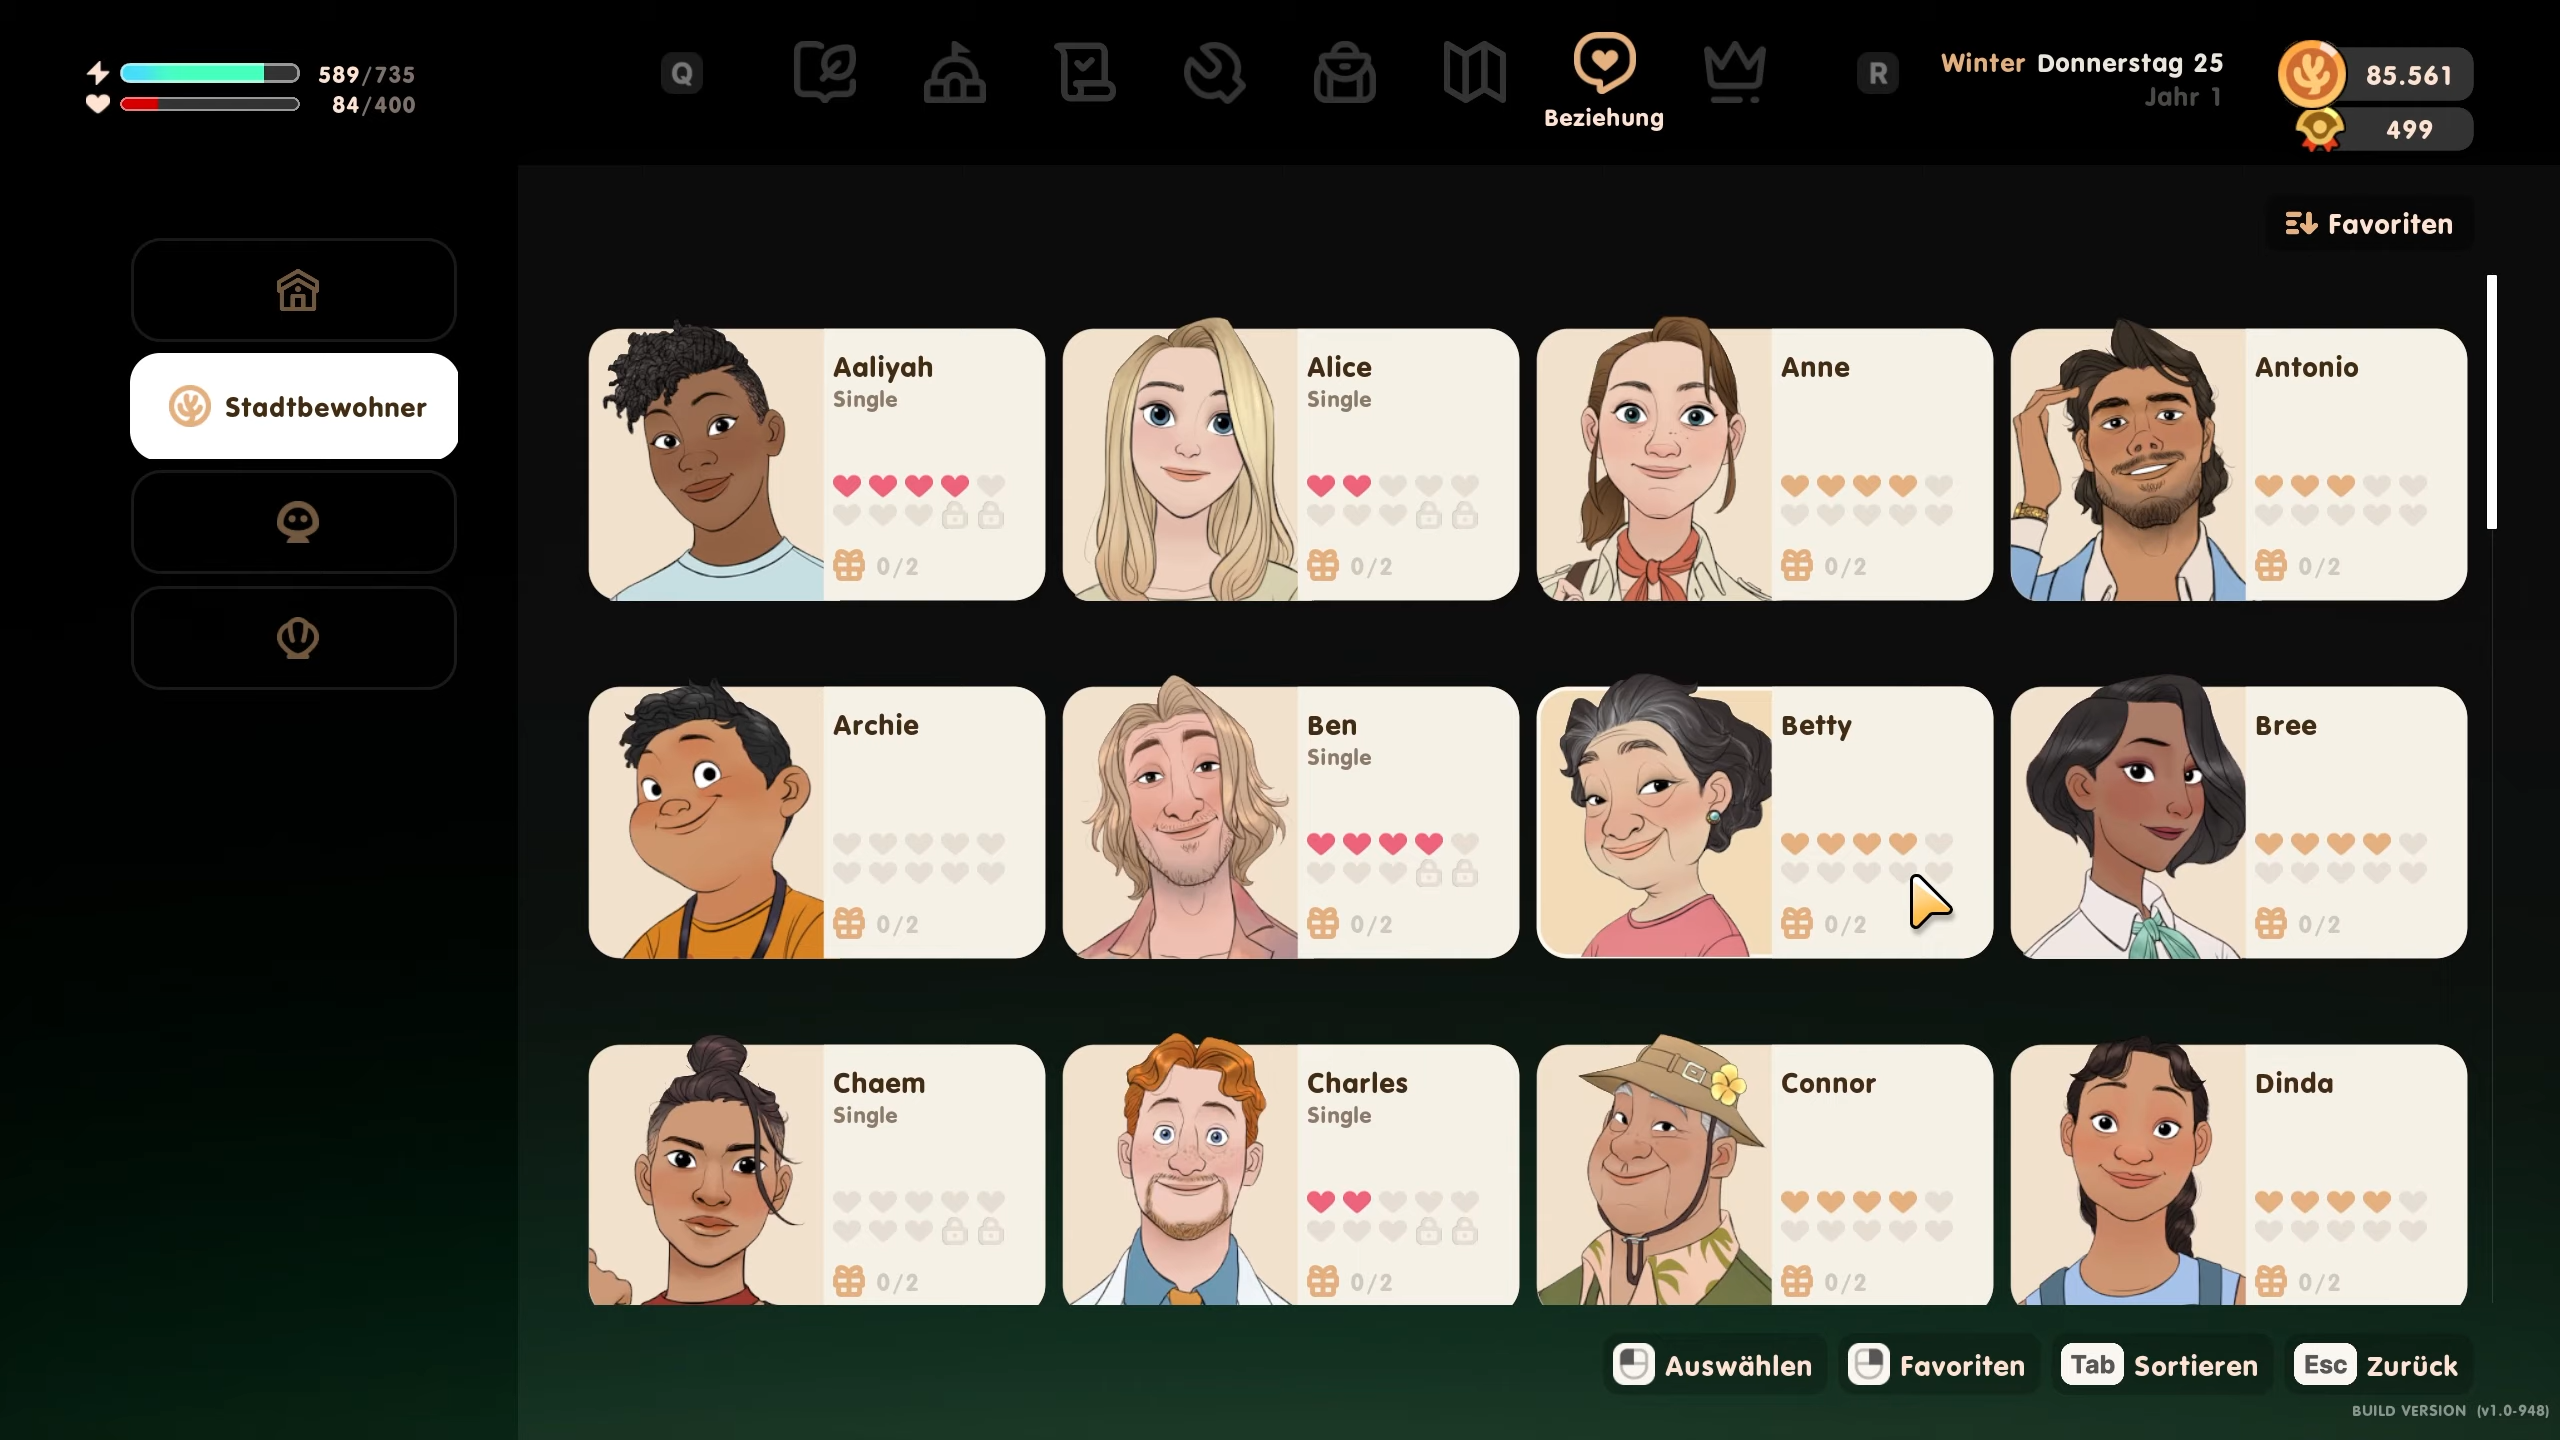 589/735
84/400
Q
Beziehung
R
Winter Donnerstag 25
Jahr 1
85.561
499
Favoriten
Stadtbewohner
Aaliyah
Single
0/2
Alice
Single
0/2
Anne
0/2
Antonio
0/2
Archie
0/2
Ben
Single
0/2
Betty
0/2
Bree
0/2
Chaem
Single
0/2
Charles
Single
0/2
Connor
0/2
Dinda
0/2
Auswählen
Favoriten
Tab Sortieren
Esc Zurück
BUILD VERSION (v1.0-948)